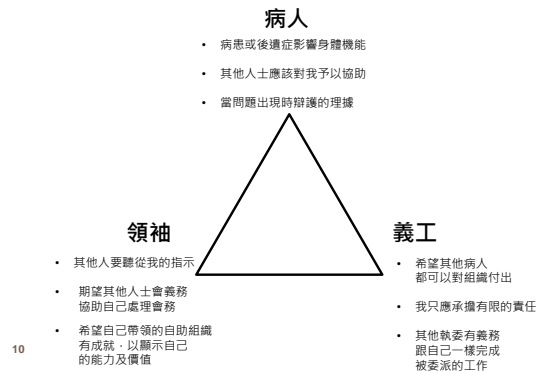 病人
• 病患或後遺症影響身體機能
• 其他人士應該對我予以協助
• 當問題出現時辯護的理據
領袖
• 其他人要聽從我的指示
• 期望其他人士會義務
協助自己處理會務
• 希望自己帶領的自助組織
有成就，以顯示自己
的能力及價值
義工
• 希望其他病人
都可以對組織付出
• 我只應承擔有限的責任
• 其他執委有義務
跟自己一樣完成
被委派的工作
10